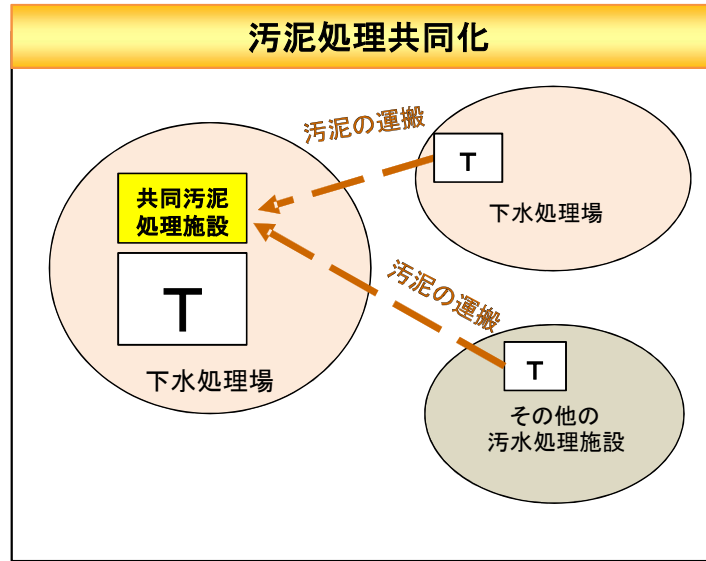 汚泥処理共同化
汚泥の運搬
T
下水処理場
共同汚泥
処理施設
T
下水処理場
汚泥の運搬
T
その他の
汚水処理施設